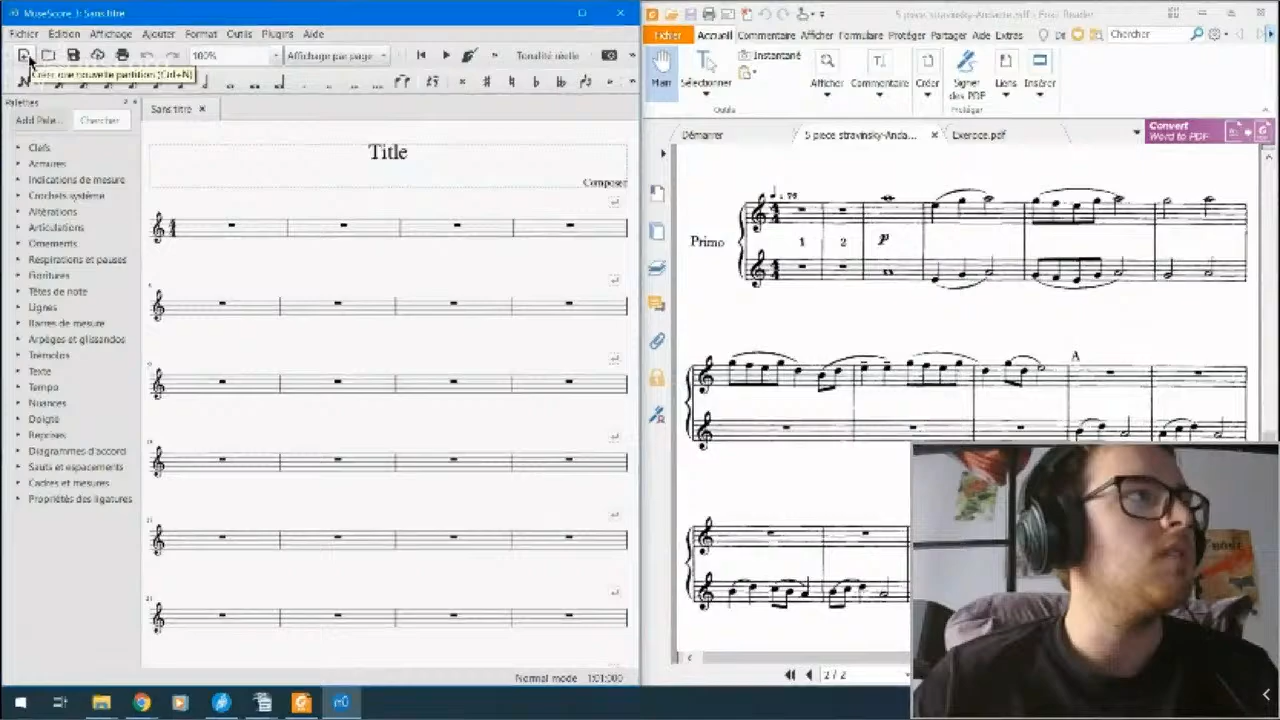 MuseScore 3: Sans titre
Fichier Édition Affichage Ajouter Format Outils Plugins Aide
100% Affichage par page Tonalité réelle
Créer une nouvelle partition (Ctrl+N)
Palettes
Add Pale... Chercher
Clefs
Armures
Indications de mesure
Crochets système
Altérations
Articulations
Ornements
Respirations et pauses
Fioritures
Têtes de note
Lignes
Barres de mesure
Arpèges et glissandos
Trémolos
Texte
Tempo
Nuances
Doigté
Reprises
Diagrammes d'accord
Sauts et espacements
Cadres et mesures
Propriétés des ligatures
Sans titre
Title
Composer
Normal mode 1:01:000
5 piece stravinsky-Andante.pdf - Foxit Reader
Fichier Accueil Commentaire Affichage Formulaire Protéger Partager Aide Extras Chercher
Main Sélectionner Instantané Afficher Commentaire Créer Signer des PDF Liens Insérer
Outils Protéger
Démarrer 5 piece stravinsky-Anda... Exercice.pdf
Convert
Word to PDF
Primo
1 2 p
A
2 / 2